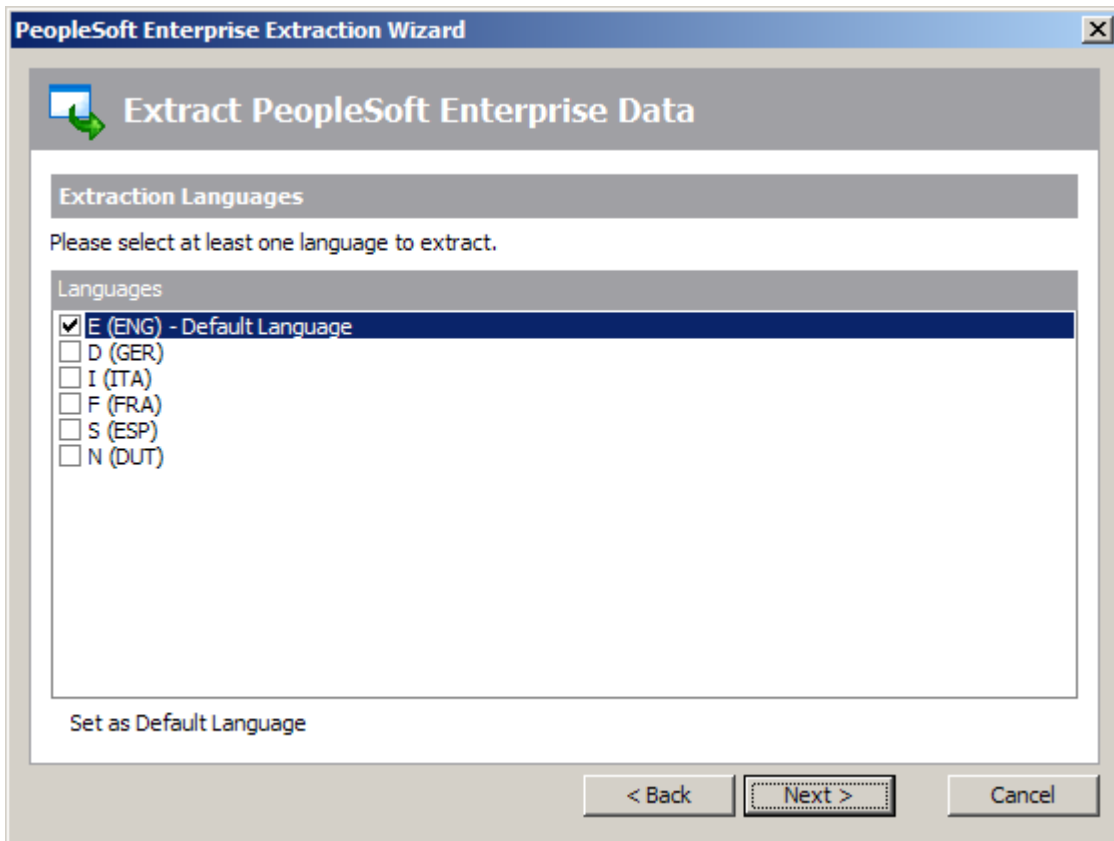 PeopleSoft Enterprise Extraction Wizard
Extract PeopleSoft Enterprise Data
Extraction Languages
Please select at least one language to extract.
Languages
E (ENG) - Default Language
D (GER)
I (ITA)
F (FRA)
S (ESP)
N (DUT)
Set as Default Language
< Back Next > Cancel